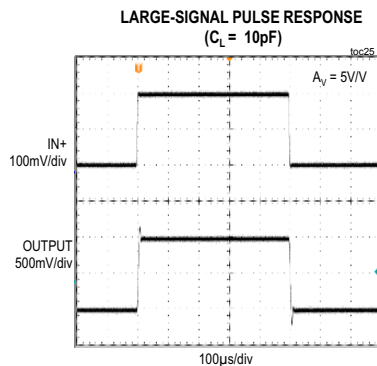 LARGE-SIGNAL PULSE RESPONSE
(CL = 10pF)
toc25
AV = 5V/V
IN+
100mV/div
OUTPUT
500mV/div
100µs/div